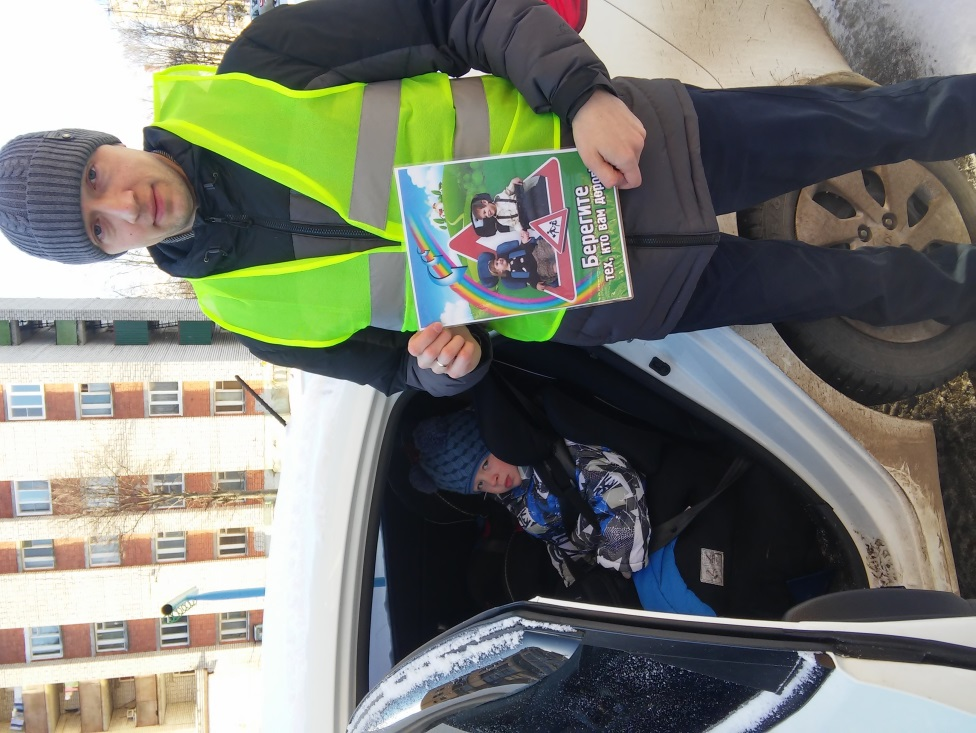 Берегите
тех, кто вам дорог